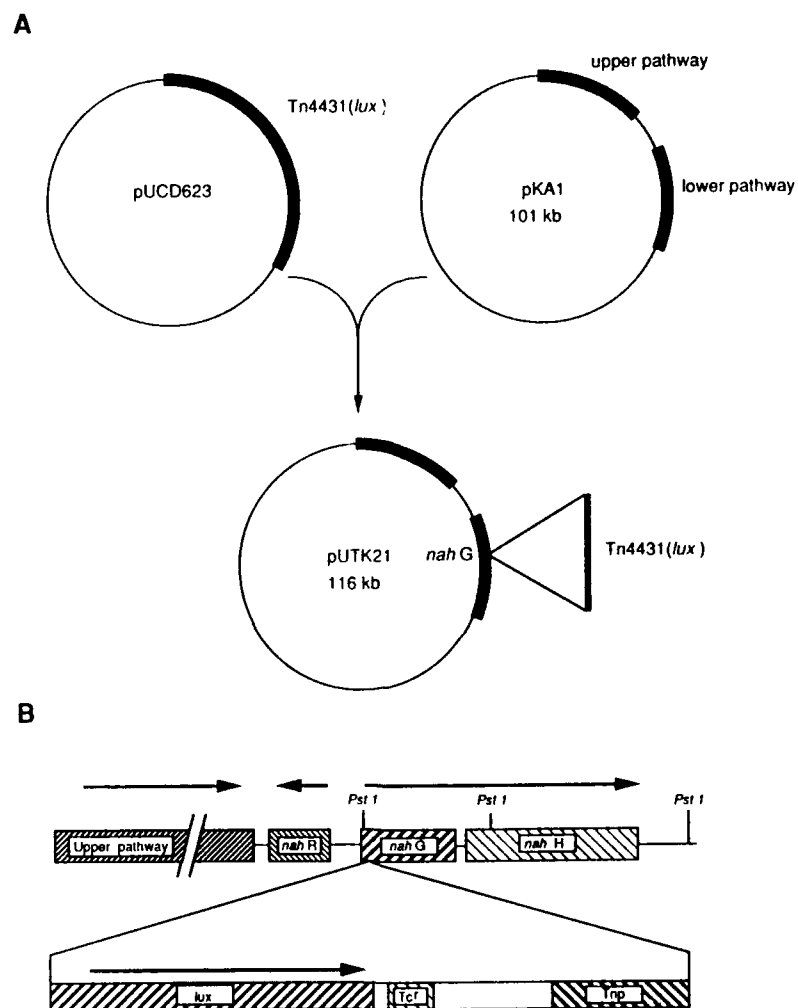 A
upper pathway
Tn4431(lux)
pUCD623
pKA1
101 kb
lower pathway
pUTK21
116 kb
nah G
Tn4431(lux)
B
Pst 1 Pst 1 Pst 1
Upper pathway nah R nah G nah H
lux Tcr Tnp